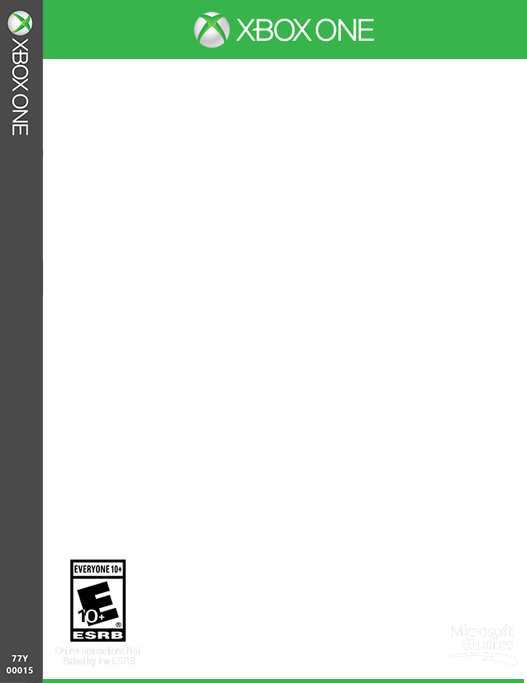 XBOX ONE
XBOX ONE
EVERYONE 10+
E
10+
®
ESRB
Online Interactions Not
Rated by the ESRB
Microsoft
Studios
77Y
00015